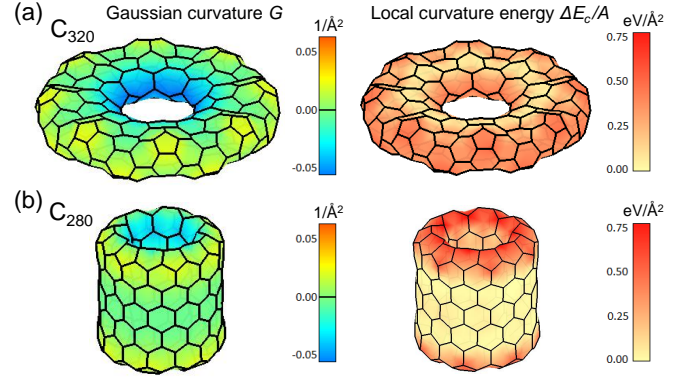 (a) Gaussian curvature G Local curvature energy ΔE_c/A
C₃₂₀ 1/Å² eV/Å²
0.05 0.75
0.50
0.00
0.25
-0.05 0.00
(b)
C₂₈₀ 1/Å² eV/Å²
0.05 0.75
0.50
0.00
0.25
-0.05 0.00